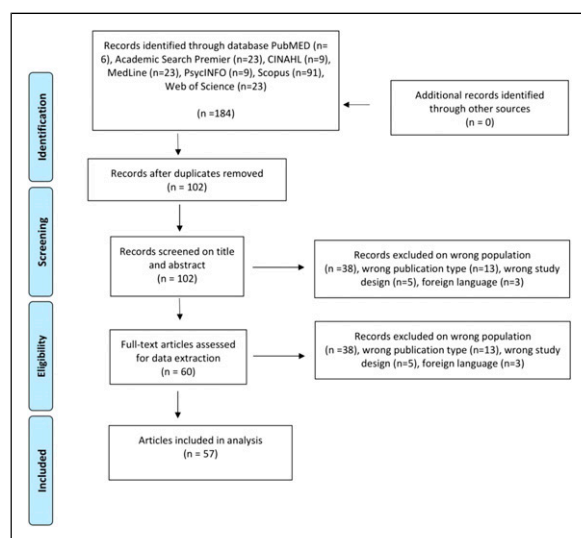 Records identified through database PubMED (n=
6), Academic Search Premier (n=23), CINAHL (n=9),
MedLine (n=23), PsycINFO (n=9), Scopus (n=91),
Web of Science (n=23)
(n =184)
Additional records identified
through other sources
(n = 0)
Identification
Records after duplicates removed
(n = 102)
Screening
Records screened on title
and abstract
(n = 102)
Records excluded on wrong population
(n =38), wrong publication type (n=13), wrong study
design (n=5), foreign language (n=3)
Eligibility
Full-text articles assessed
for data extraction
(n = 60)
Records excluded on wrong population
(n =38), wrong publication type (n=13), wrong study
design (n=5), foreign language (n=3)
Included
Articles included in analysis
(n = 57)